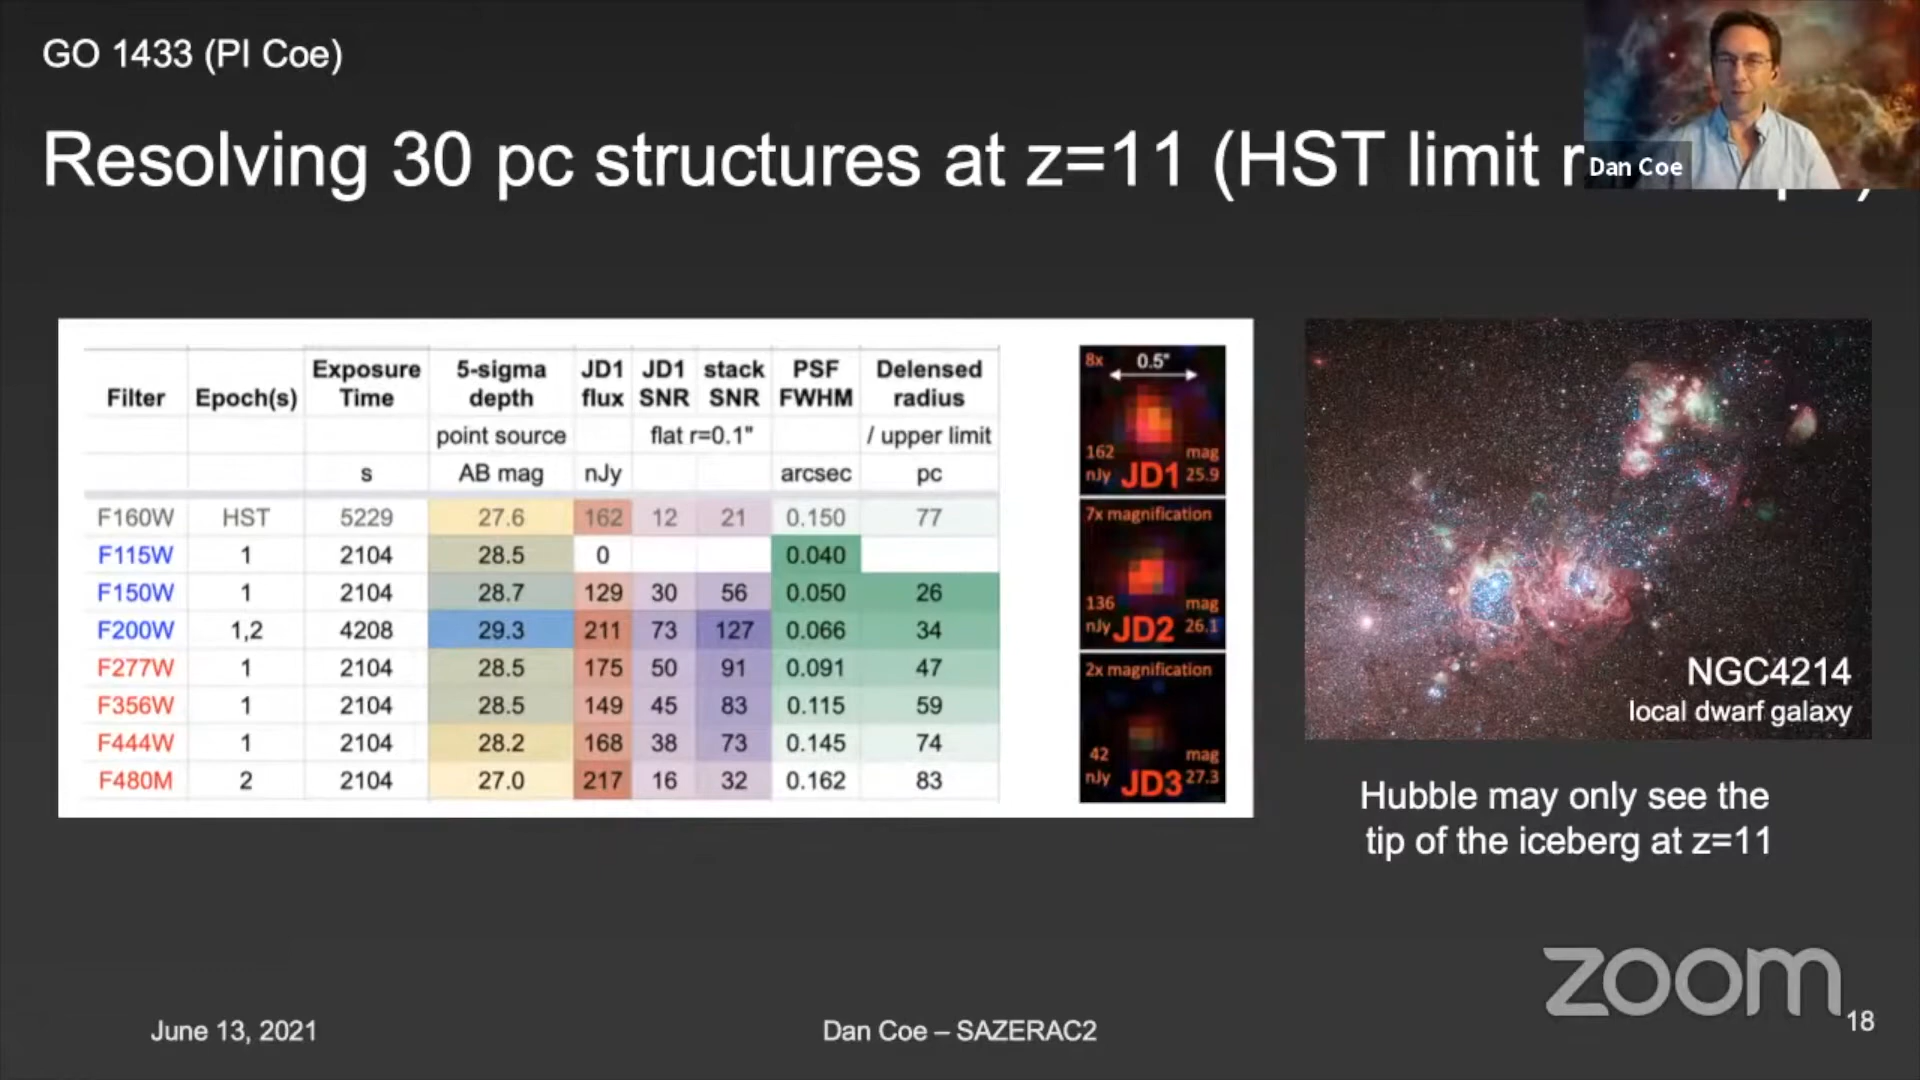 GO 1433 (PI Coe)
Resolving 30 pc structures at z=11 (HST limit
Dan Coe
Filter Epoch(s) Exposure Time 5-sigma depth JD1 flux JD1 SNR stack SNR PSF FWHM Delensed radius
point source flat r=0.1" / upper limit
s AB mag nJy arcsec pc
F160W HST 5229 27.6 162 12 21 0.150 77
F115W 1 2104 28.5 0 0.040
F150W 1 2104 28.7 129 30 56 0.050 26
F200W 1,2 4208 29.3 211 73 127 0.066 34
F277W 1 2104 28.5 175 50 91 0.091 47
F356W 1 2104 28.5 149 45 83 0.115 59
F444W 1 2104 28.2 168 38 73 0.145 74
F480M 2 2104 27.0 217 16 32 0.162 83
8x 0.5"
162 mag
nJy JD1 25.9
7x magnification
136 mag
nJy JD2 26.1
2x magnification
42 mag
nJy JD3 27.3
NGC4214
local dwarf galaxy
Hubble may only see the
tip of the iceberg at z=11
zoom
June 13, 2021
Dan Coe – SAZERAC2
18